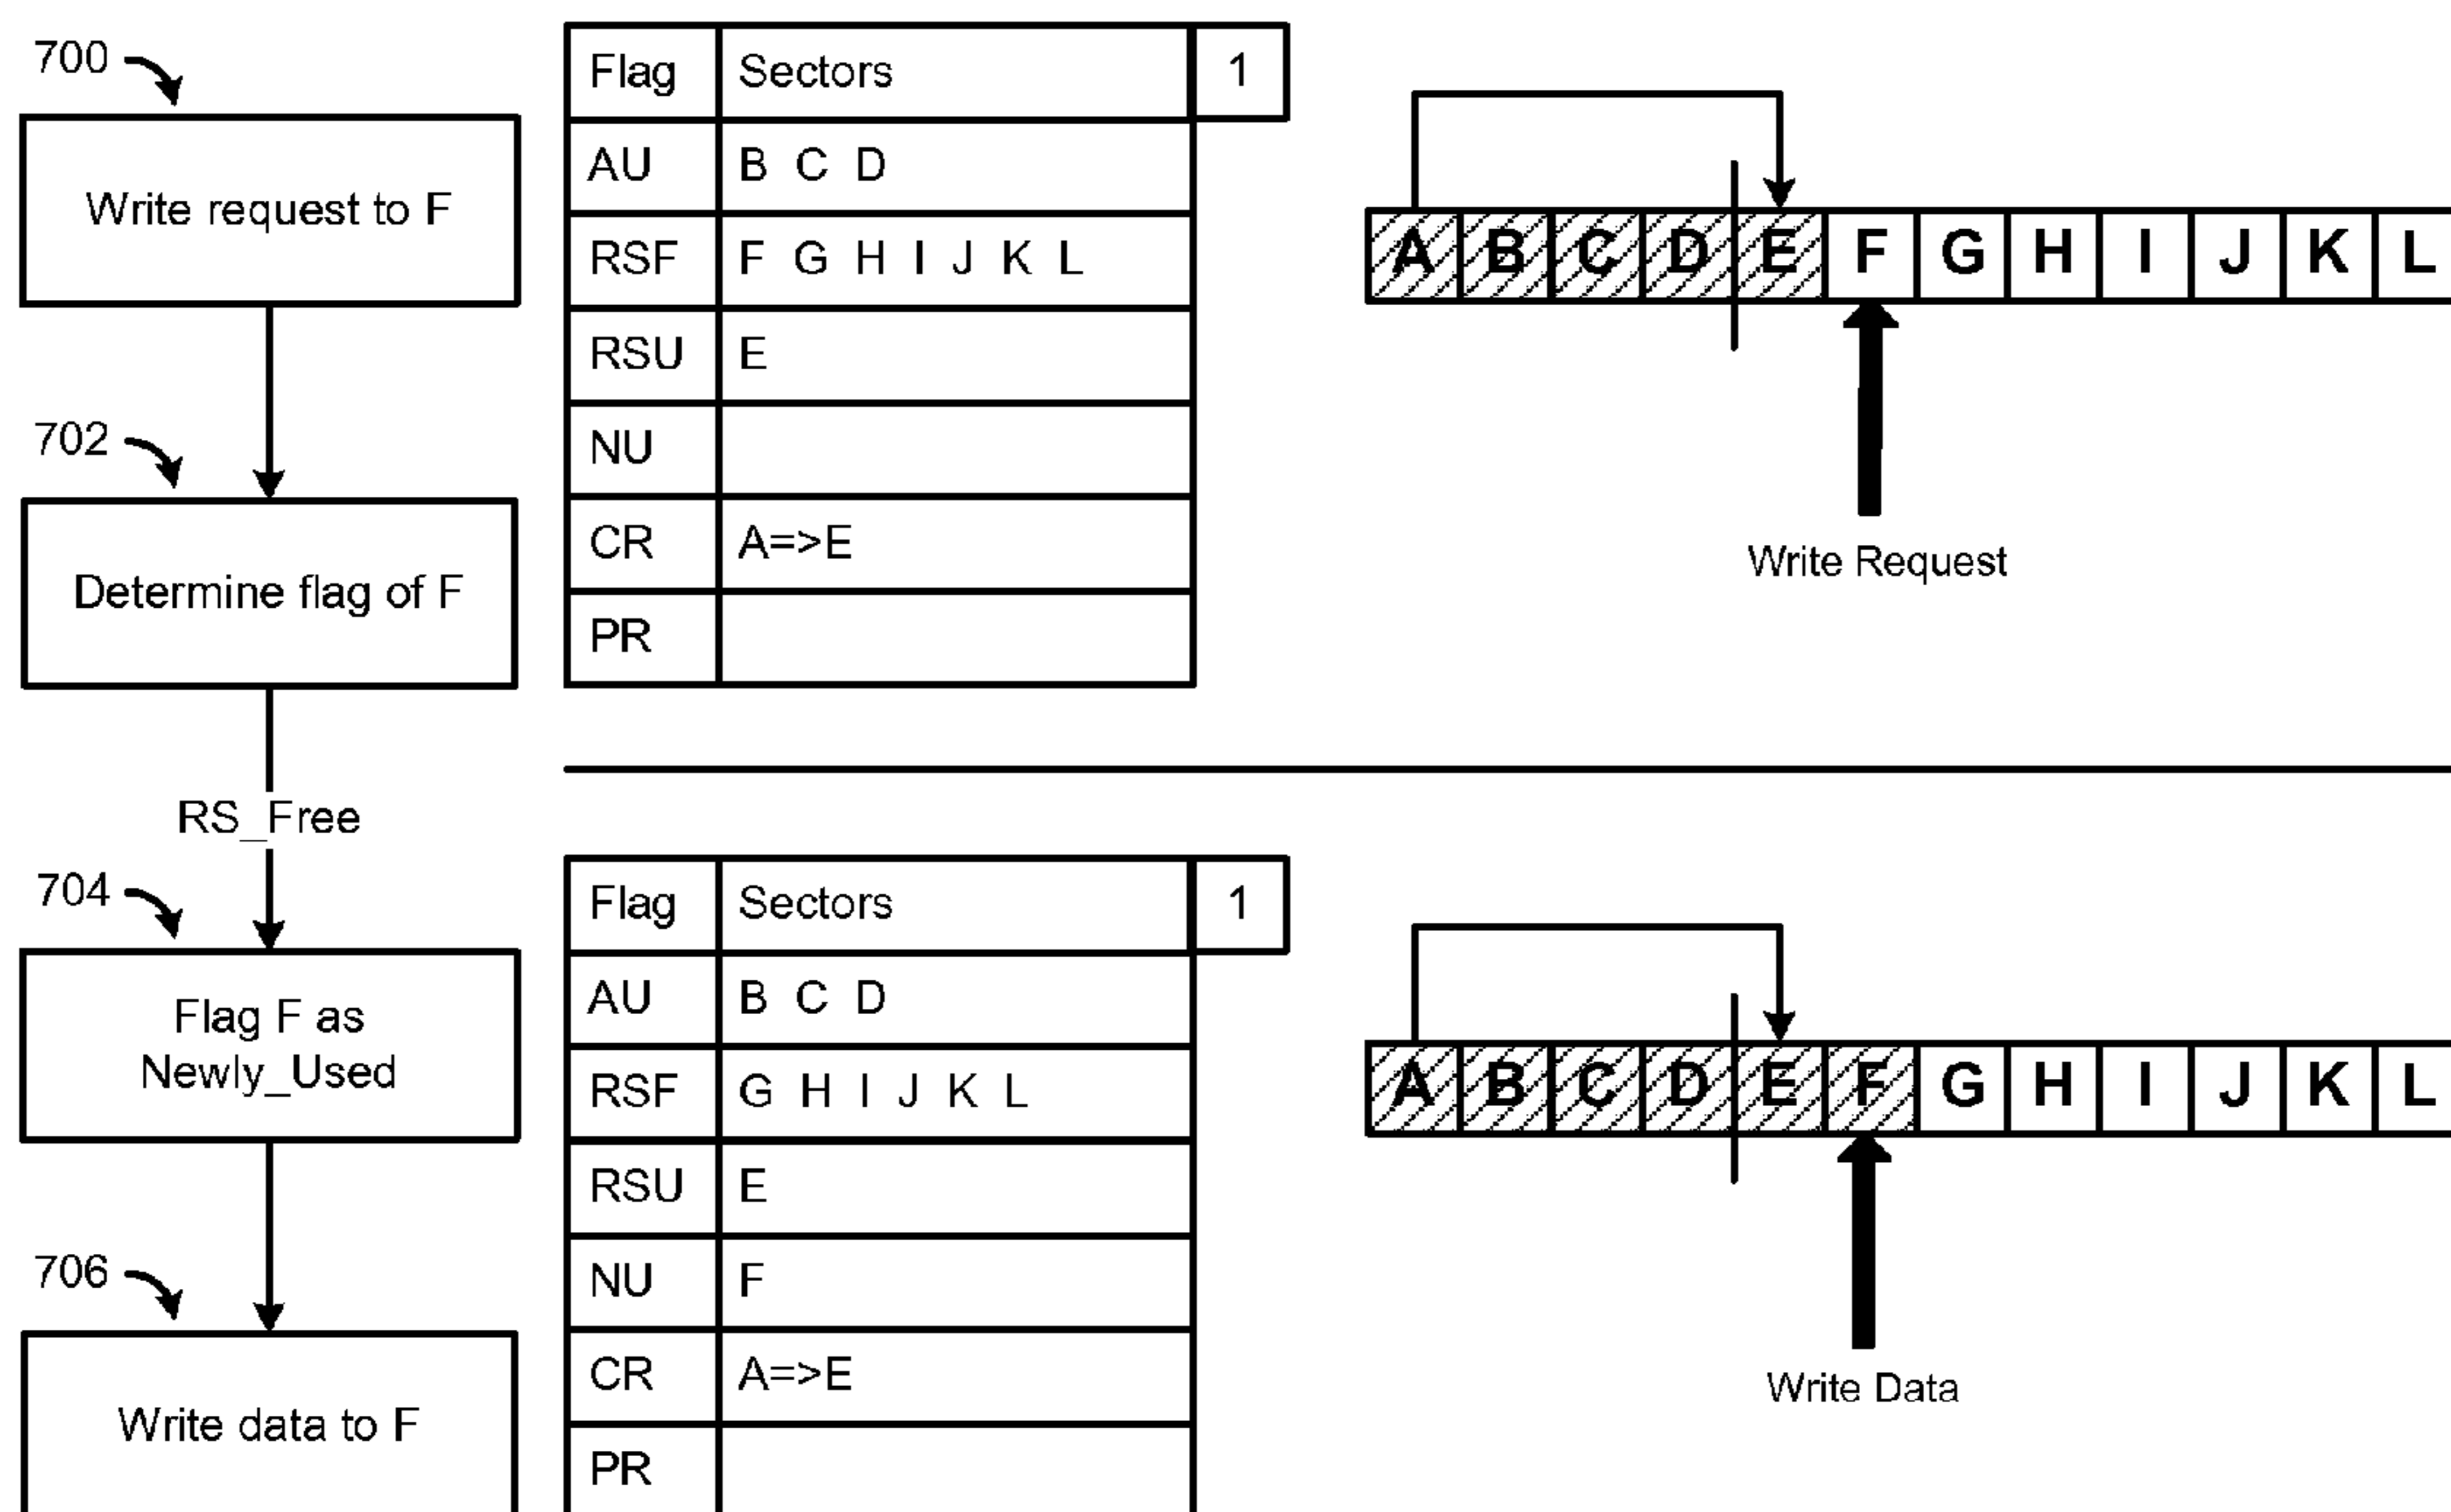 700
Write request to F
702
Determine flag of F
RS_Free
704
Flag F as
Newly_Used
706
Write data to F
Flag Sectors 1
AU B C D
RSF F G H I J K L
RSU E
NU
CR A=>E
PR
A B C D E F G H I J K L
Write Request
Flag Sectors 1
AU B C D
RSF G H I J K L
RSU E
NU F
CR A=>E
PR
A B C D E F G H I J K L
Write Data